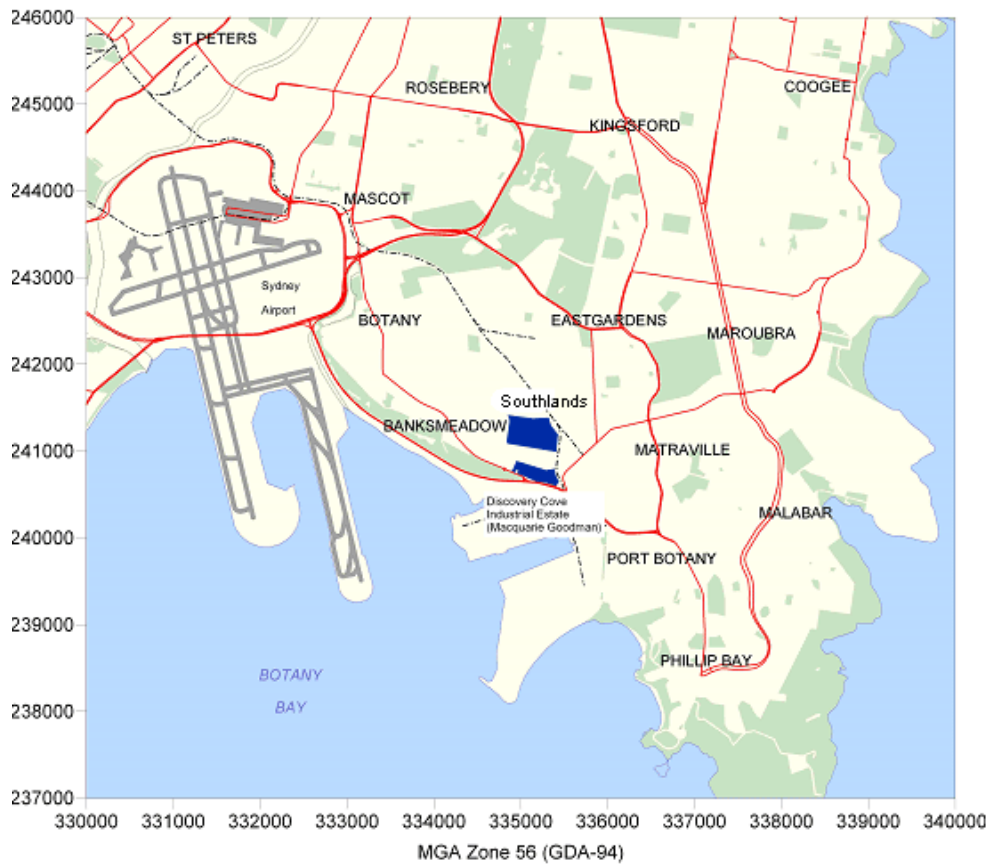 246000
ST PETERS
ROSEBERY
COOGEE
245000
KINGSFORD
244000
MASCOT
243000
Sydney
Airport
BOTANY
EASTGARDENS
MAROUBRA
242000
Southlands
BANKSMEADOW
241000
MATRAVILLE
Discovery Cove
Industrial Estate
(Macquarie Goodman)
MALABAR
240000
PORT BOTANY
239000
PHILLIP BAY
BOTANY
BAY
238000
237000
330000 331000 332000 333000 334000 335000 336000 337000 338000 339000 340000
MGA Zone 56 (GDA-94)